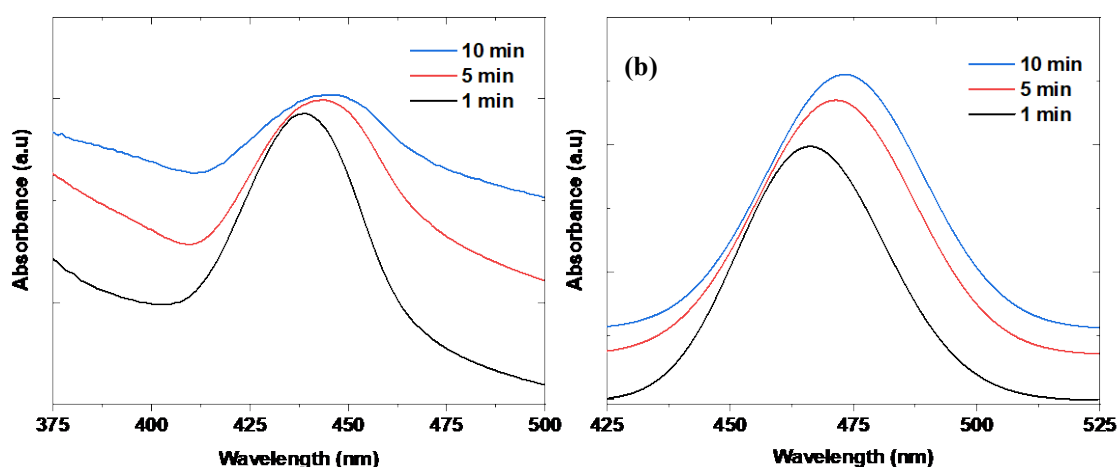 10 min
5 min
1 min
Absorbance (a.u)
375 400 425 450 475 500
Wavelength (nm)
(b)
10 min
5 min
1 min
Absorbance (a.u)
425 450 475 500 525
Wavelength (nm)